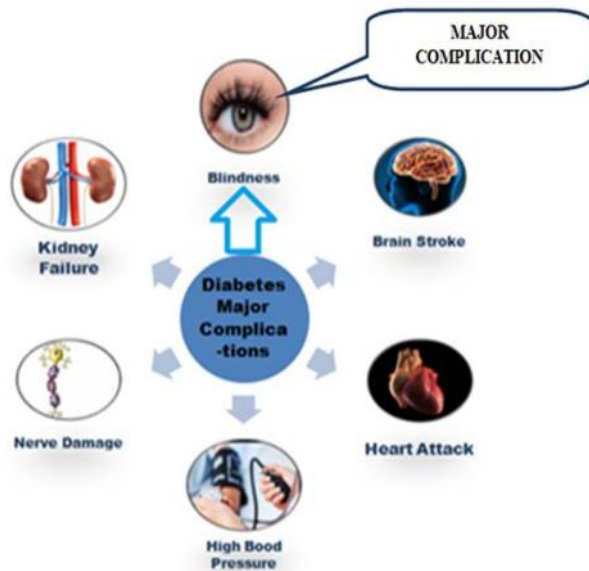 MAJOR
COMPLICATION
Blindness
Kidney
Failure
Brain Stroke
Diabetes
Major
Complica
-tions
Nerve Damage
Heart Attack
High Bood
Pressure